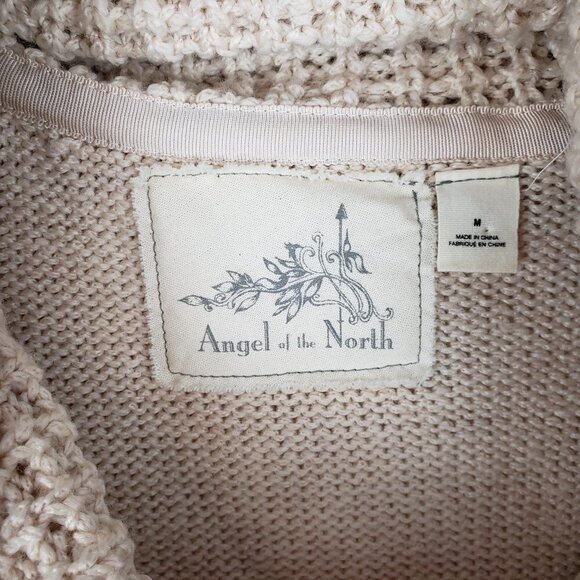 Angel of the North
M
MADE IN CHINA
FABRIQUÉ EN CHINE